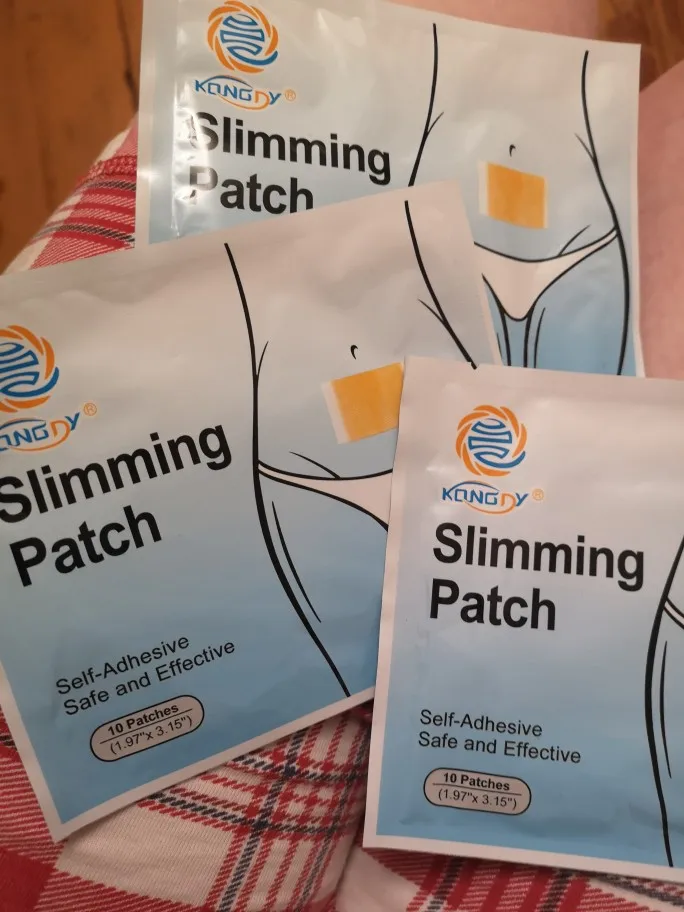 KONGDY®
Slimming
Patch
KONGDY®
Slimming
Patch
Self-Adhesive
Safe and Effective
10 Patches
(1.97"x 3.15")
KONGDY®
Slimming
Patch
Self-Adhesive
Safe and Effective
10 Patches
(1.97"x 3.15")